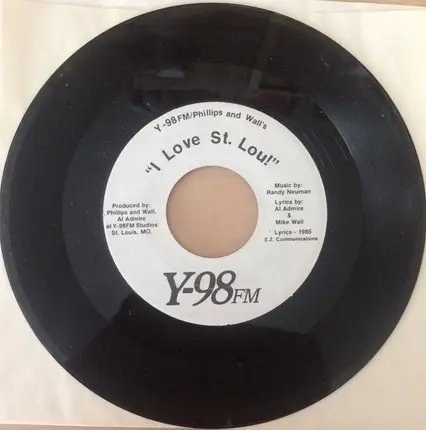 Y-98FM/Phillips and Wall's
"I Love St. Lou!"
Produced by:
Phillips and Wall,
Al Admire
at Y-98FM Studios
St. Louis, MO.
Music by:
Randy Neuman
Lyrics by:
Al Admire
&
Mike Wall
Lyrics - 1985
E.Z. Communications
Y-98FM